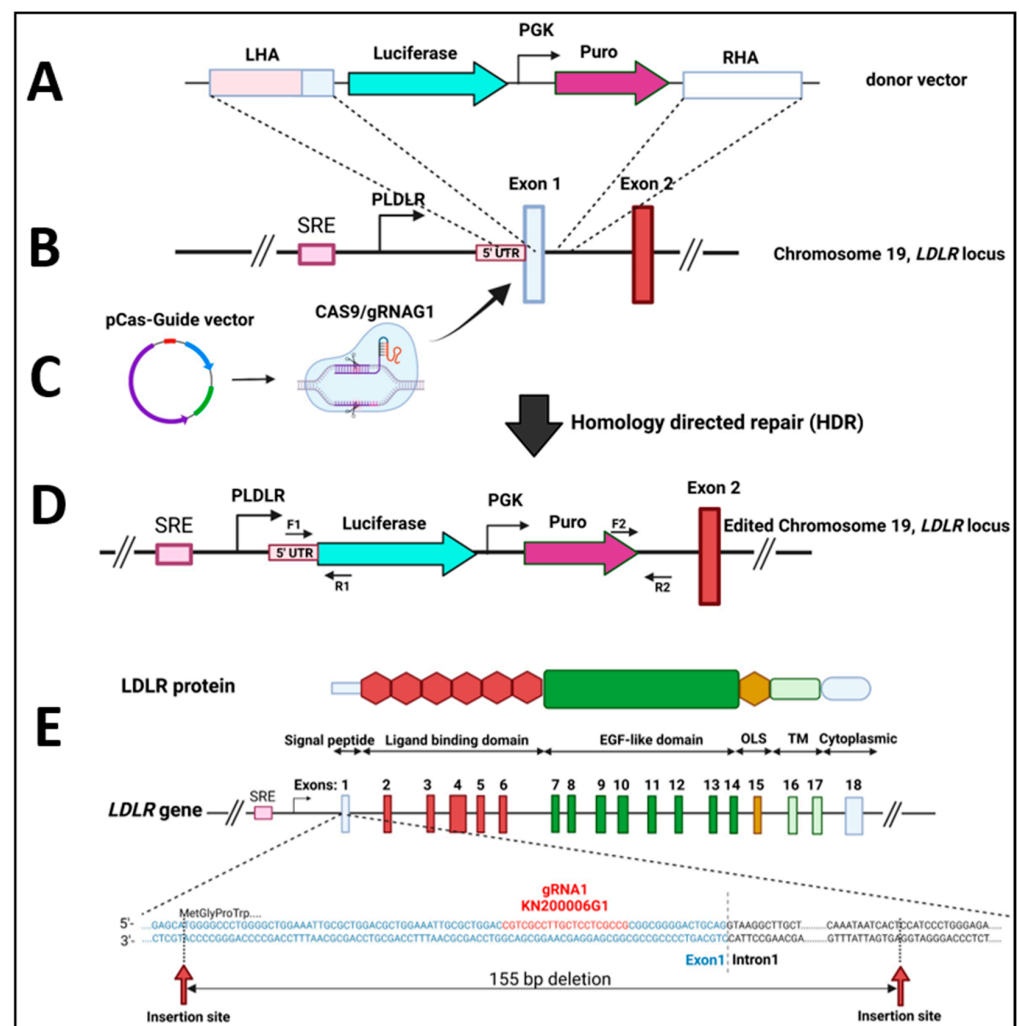 A
LHA
Luciferase
PGK
Puro
RHA
donor vector
B
SRE
PLDLR
5' UTR
Exon 1
Exon 2
Chromosome 19, LDLR locus
C
pCas-Guide vector
CAS9/gRNAG1
Homology directed repair (HDR)
D
SRE
PLDLR
5' UTR
F1
R1
Luciferase
PGK
Puro
F2
R2
Exon 2
Edited Chromosome 19, LDLR locus
E
LDLR protein
Signal peptide
Ligand binding domain
EGF-like domain
OLS
TM
Cytoplasmic
LDLR gene
SRE
Exons: 1 2 3 4 5 6 7 8 9 10 11 12 13 14 15 16 17 18
gRNA1
KN200006G1
MetGlyProTrp....
5'- ...GAGCATGGGGCCCTGGGGCTGGAAATTGCGCTGGACGCTGGAAATTGCGCTGGACCGTCGCCTTGCTCCTCGCCGCGGCGGGGACTGCAGGTAAGGCTTGCT...... CAAATAATCACTCCATCCCTGGGAGA....
3'- ...CTCGTACCCCGGGACCCCGACCTTTAACGCGACCTGCGACCTTTAACGCGACCTGGCAGCGGAACGAGGAGCGGCGCCGCCCCTGACGTCCATTCCGAACGA...... GTTTATTAGTGAGGTAGGGACCCTCT....
Exon1 Intron1
155 bp deletion
Insertion site
Insertion site